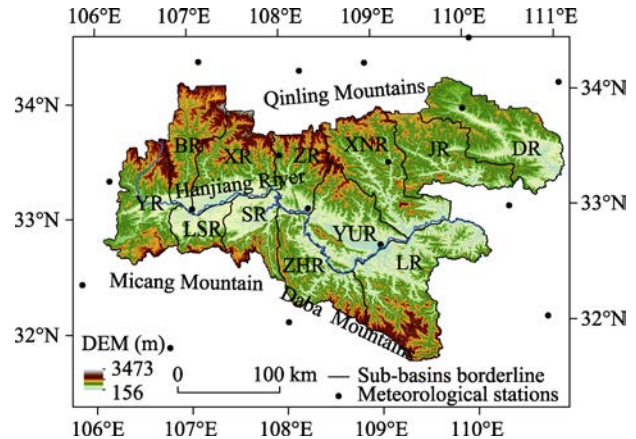 106°E 107°E 108°E 109°E 110°E 111°E
34°N
33°N
32°N
34°N
33°N
32°N
Qinling Mountains
BR XR ZR XNR JR DR
Hanjiang River
YR
LSR SR YUR
ZHR LR
Micang Mountain
Daba Mountain
DEM (m)
3473
156
0 100 km
Sub-basins borderline
Meteorological stations
106°E 107°E 108°E 109°E 110°E